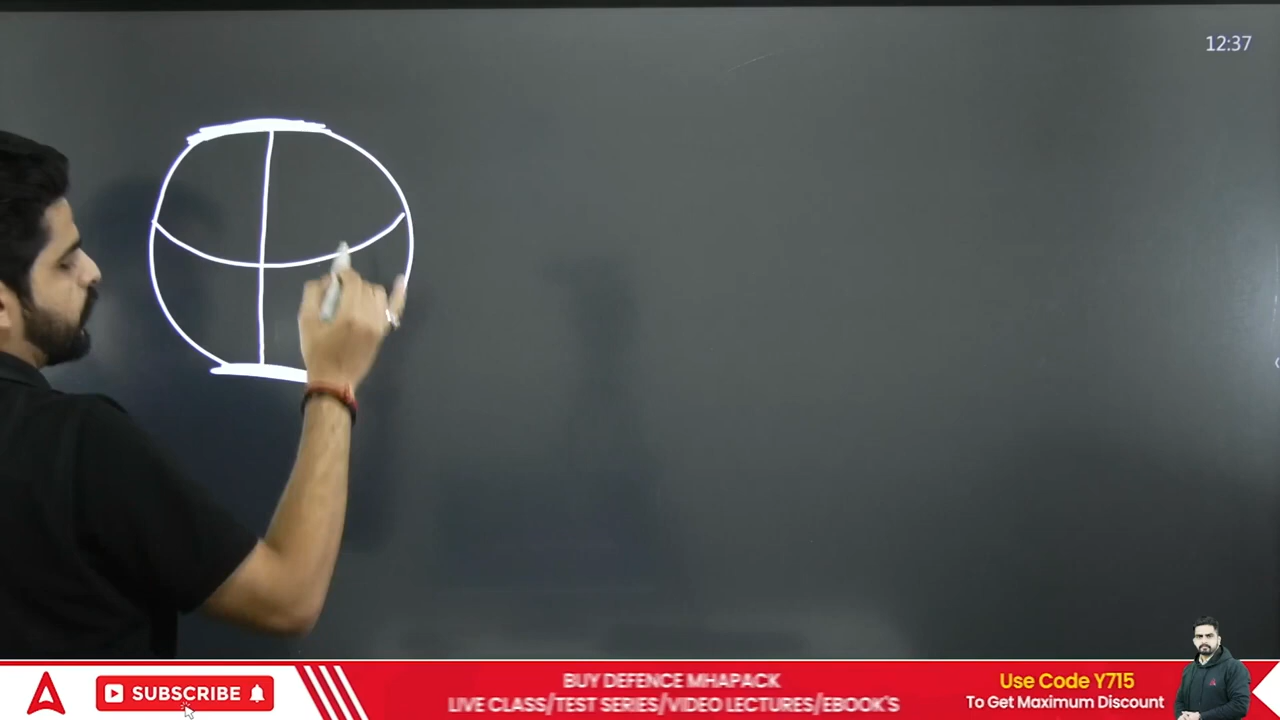 12:37
SUBSCRIBE
BUY DEFENCE MHAPACK
LIVE CLASS/TEST SERIES/VIDEO LECTURES/EBOOK'S
Use Code Y715
To Get Maximum Discount